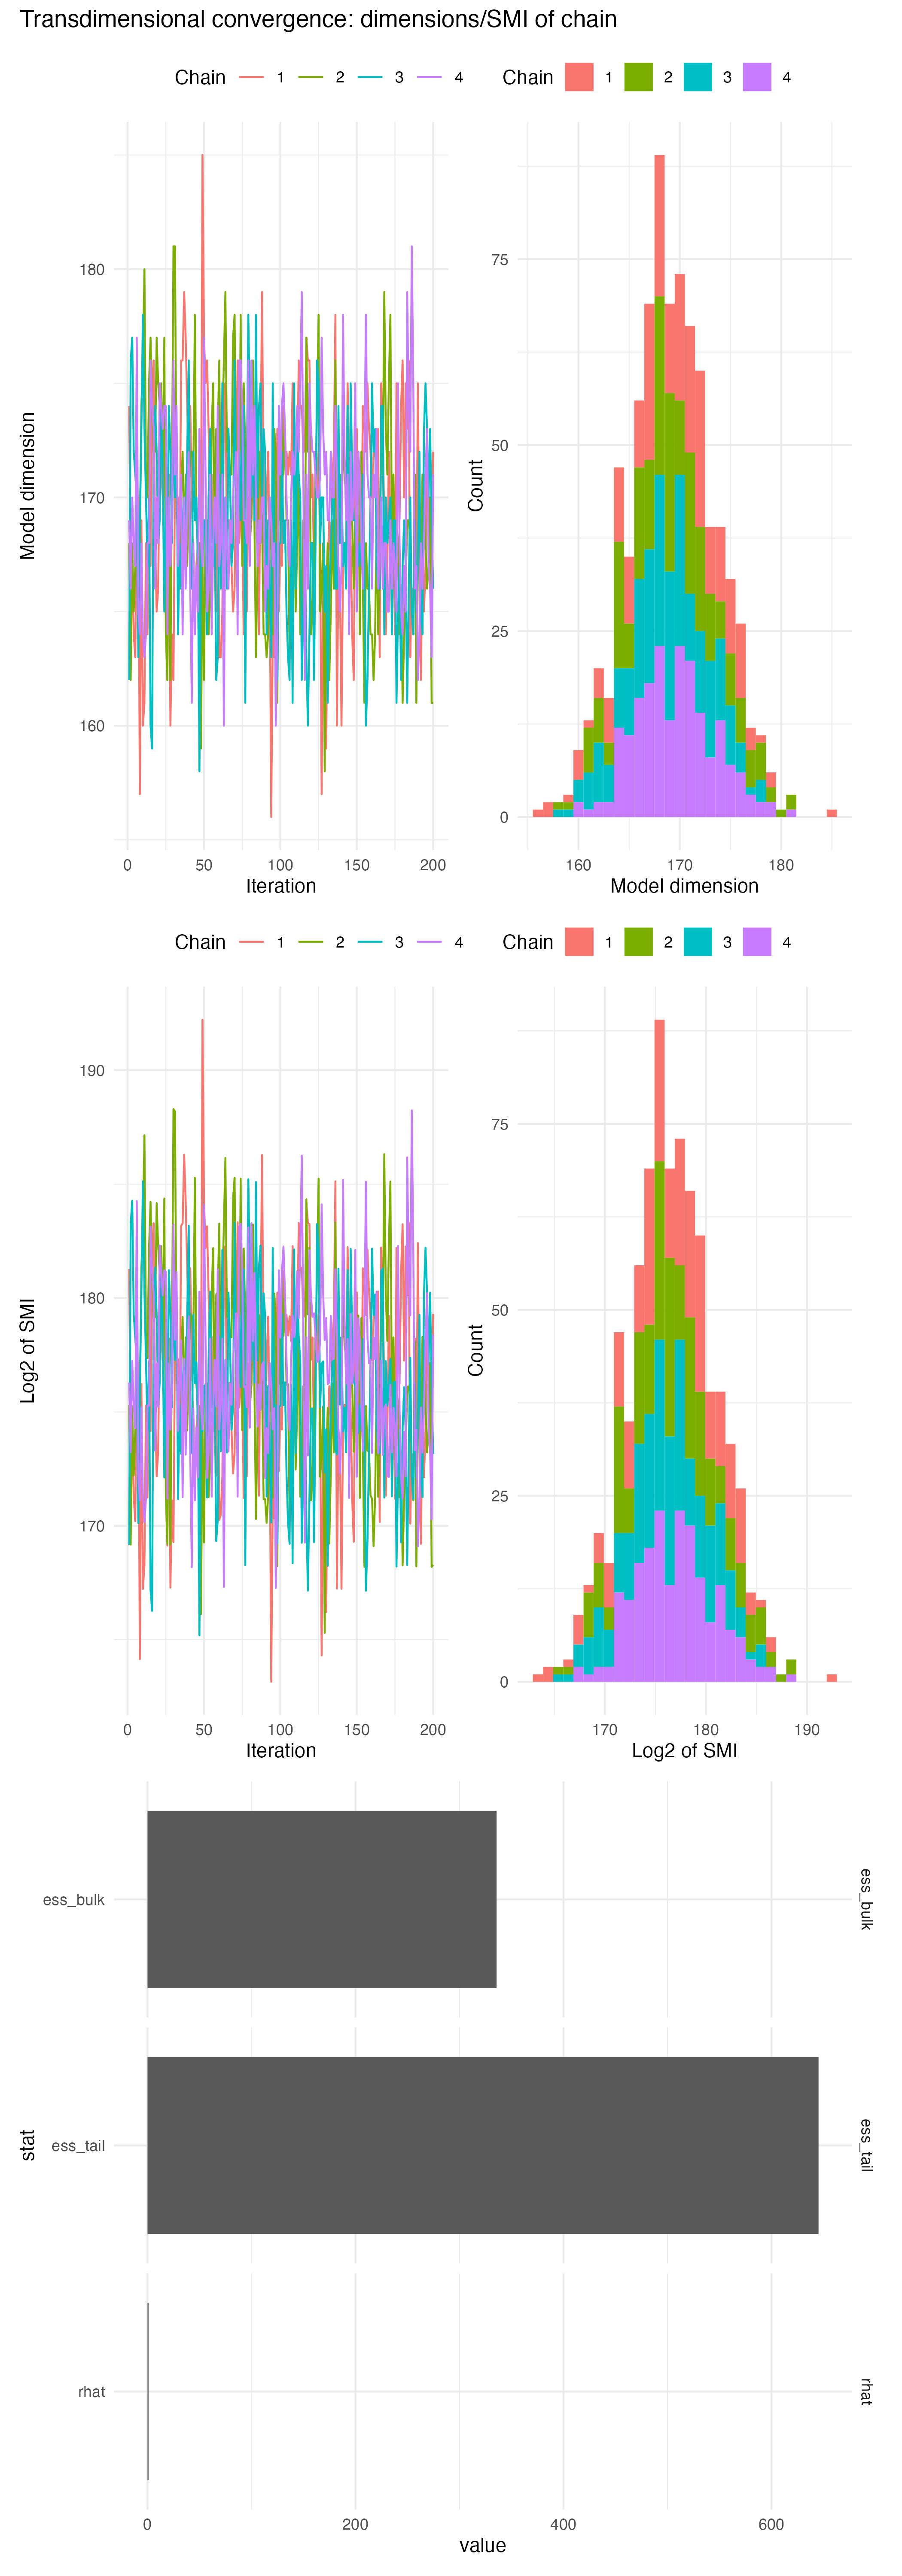 Transdimensional convergence: dimensions/SMI of chain
Chain 1 2 3 4 Chain 1 2 3 4
180
170
160
Model dimension
0 50 100 150 200
Iteration
75
50
25
0
Count
160 170 180
Model dimension
Chain 1 2 3 4 Chain 1 2 3 4
190
180
170
Log2 of SMI
0 50 100 150 200
Iteration
75
50
25
0
Count
170 180 190
Log2 of SMI
ess_bulk ess_bulk
stat
ess_tail ess_tail
rhat rhat
0 200 400 600
value